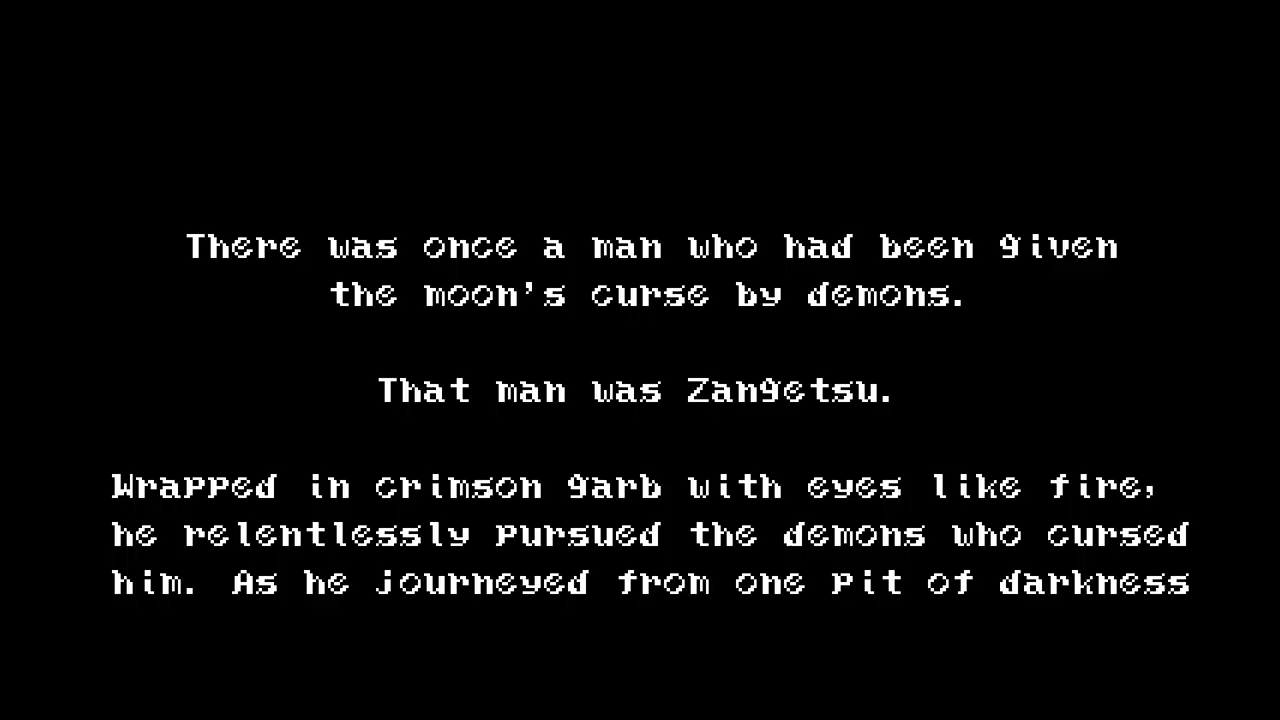 There was once a man who had been given
the moon's curse by demons.
That man was Zangetsu.
Wrapped in crimson garb with eyes like fire,
he relentlessly pursued the demons who cursed
him. As he journeyed from one pit of darkness